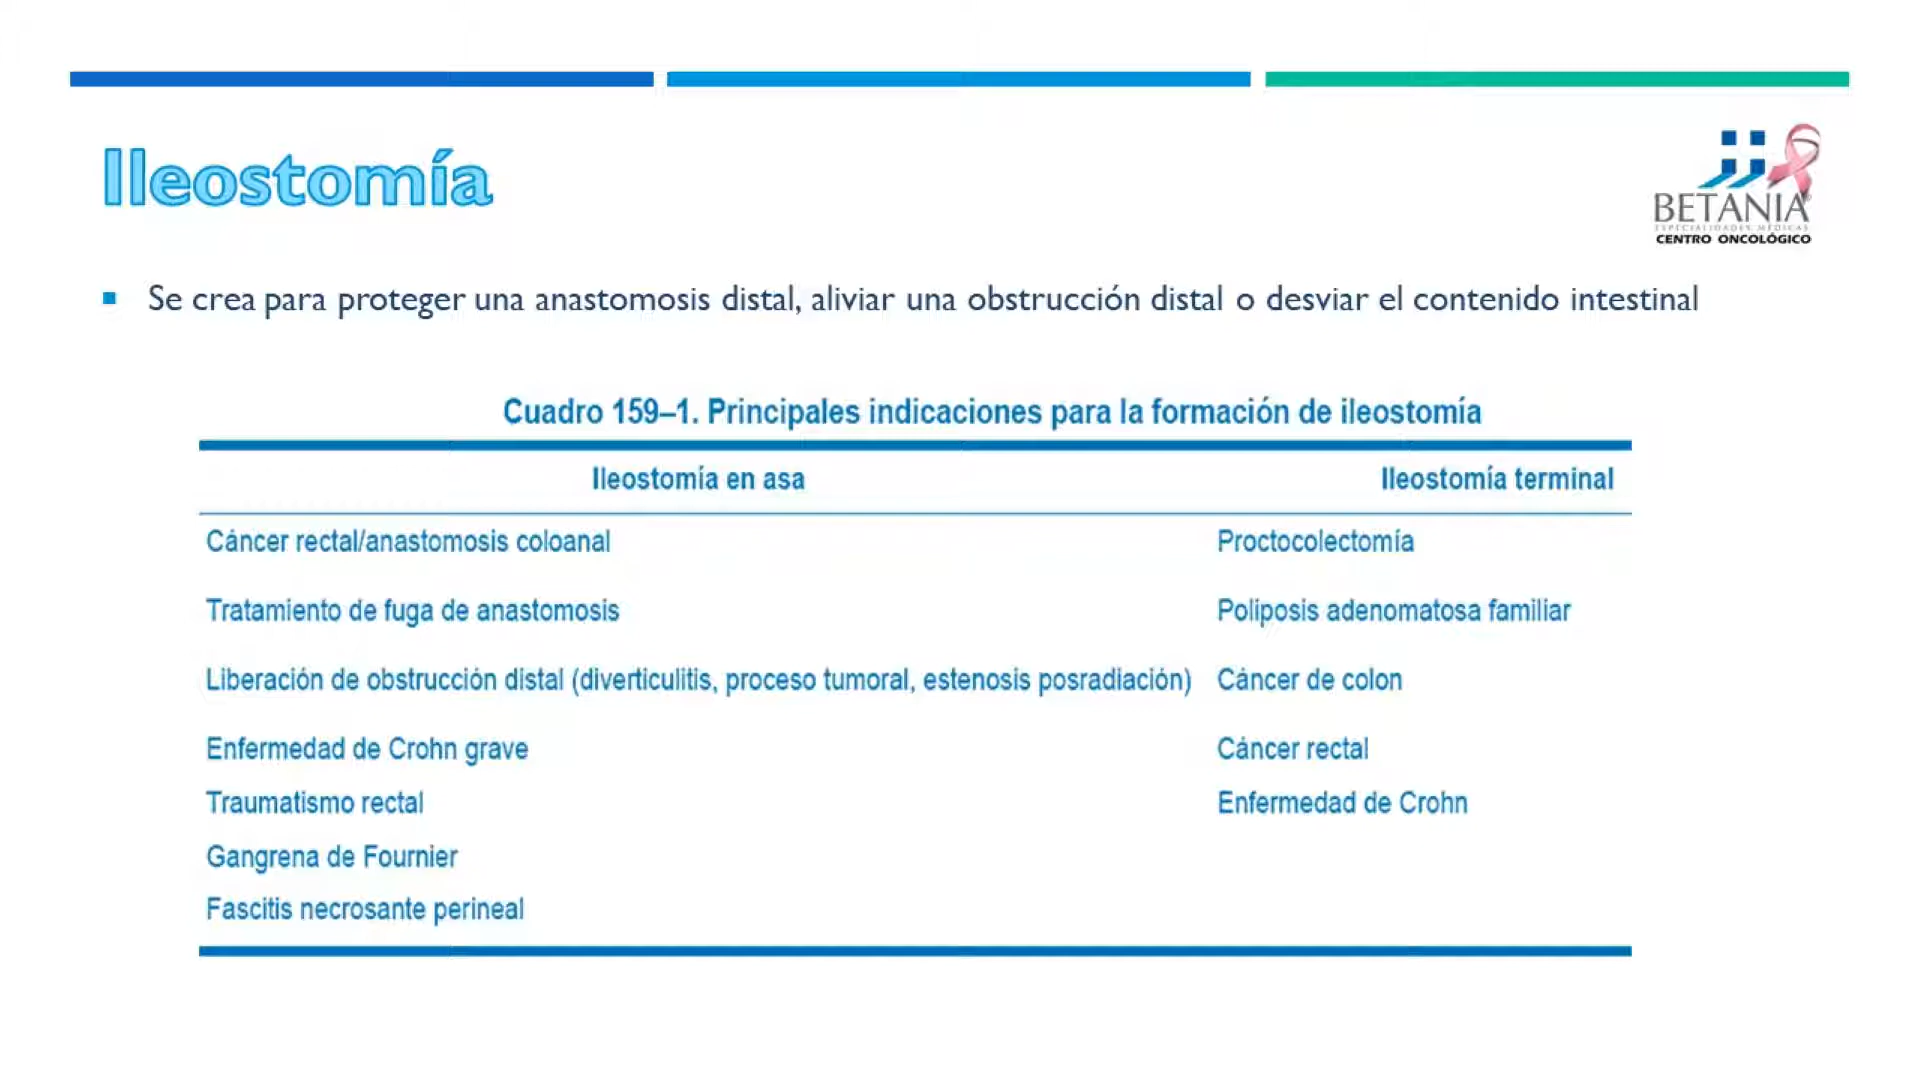 Ileostomía
BETANIA
ESPECIALIDADES MÉDICAS
CENTRO ONCOLÓGICO
Se crea para proteger una anastomosis distal, aliviar una obstrucción distal o desviar el contenido intestinal
Cuadro 159–1. Principales indicaciones para la formación de ileostomía
Ileostomía en asa Ileostomía terminal
Cáncer rectal/anastomosis coloanal Proctocolectomía
Tratamiento de fuga de anastomosis Poliposis adenomatosa familiar
Liberación de obstrucción distal (diverticulitis, proceso tumoral, estenosis posradiación) Cáncer de colon
Enfermedad de Crohn grave Cáncer rectal
Traumatismo rectal Enfermedad de Crohn
Gangrena de Fournier
Fascitis necrosante perineal